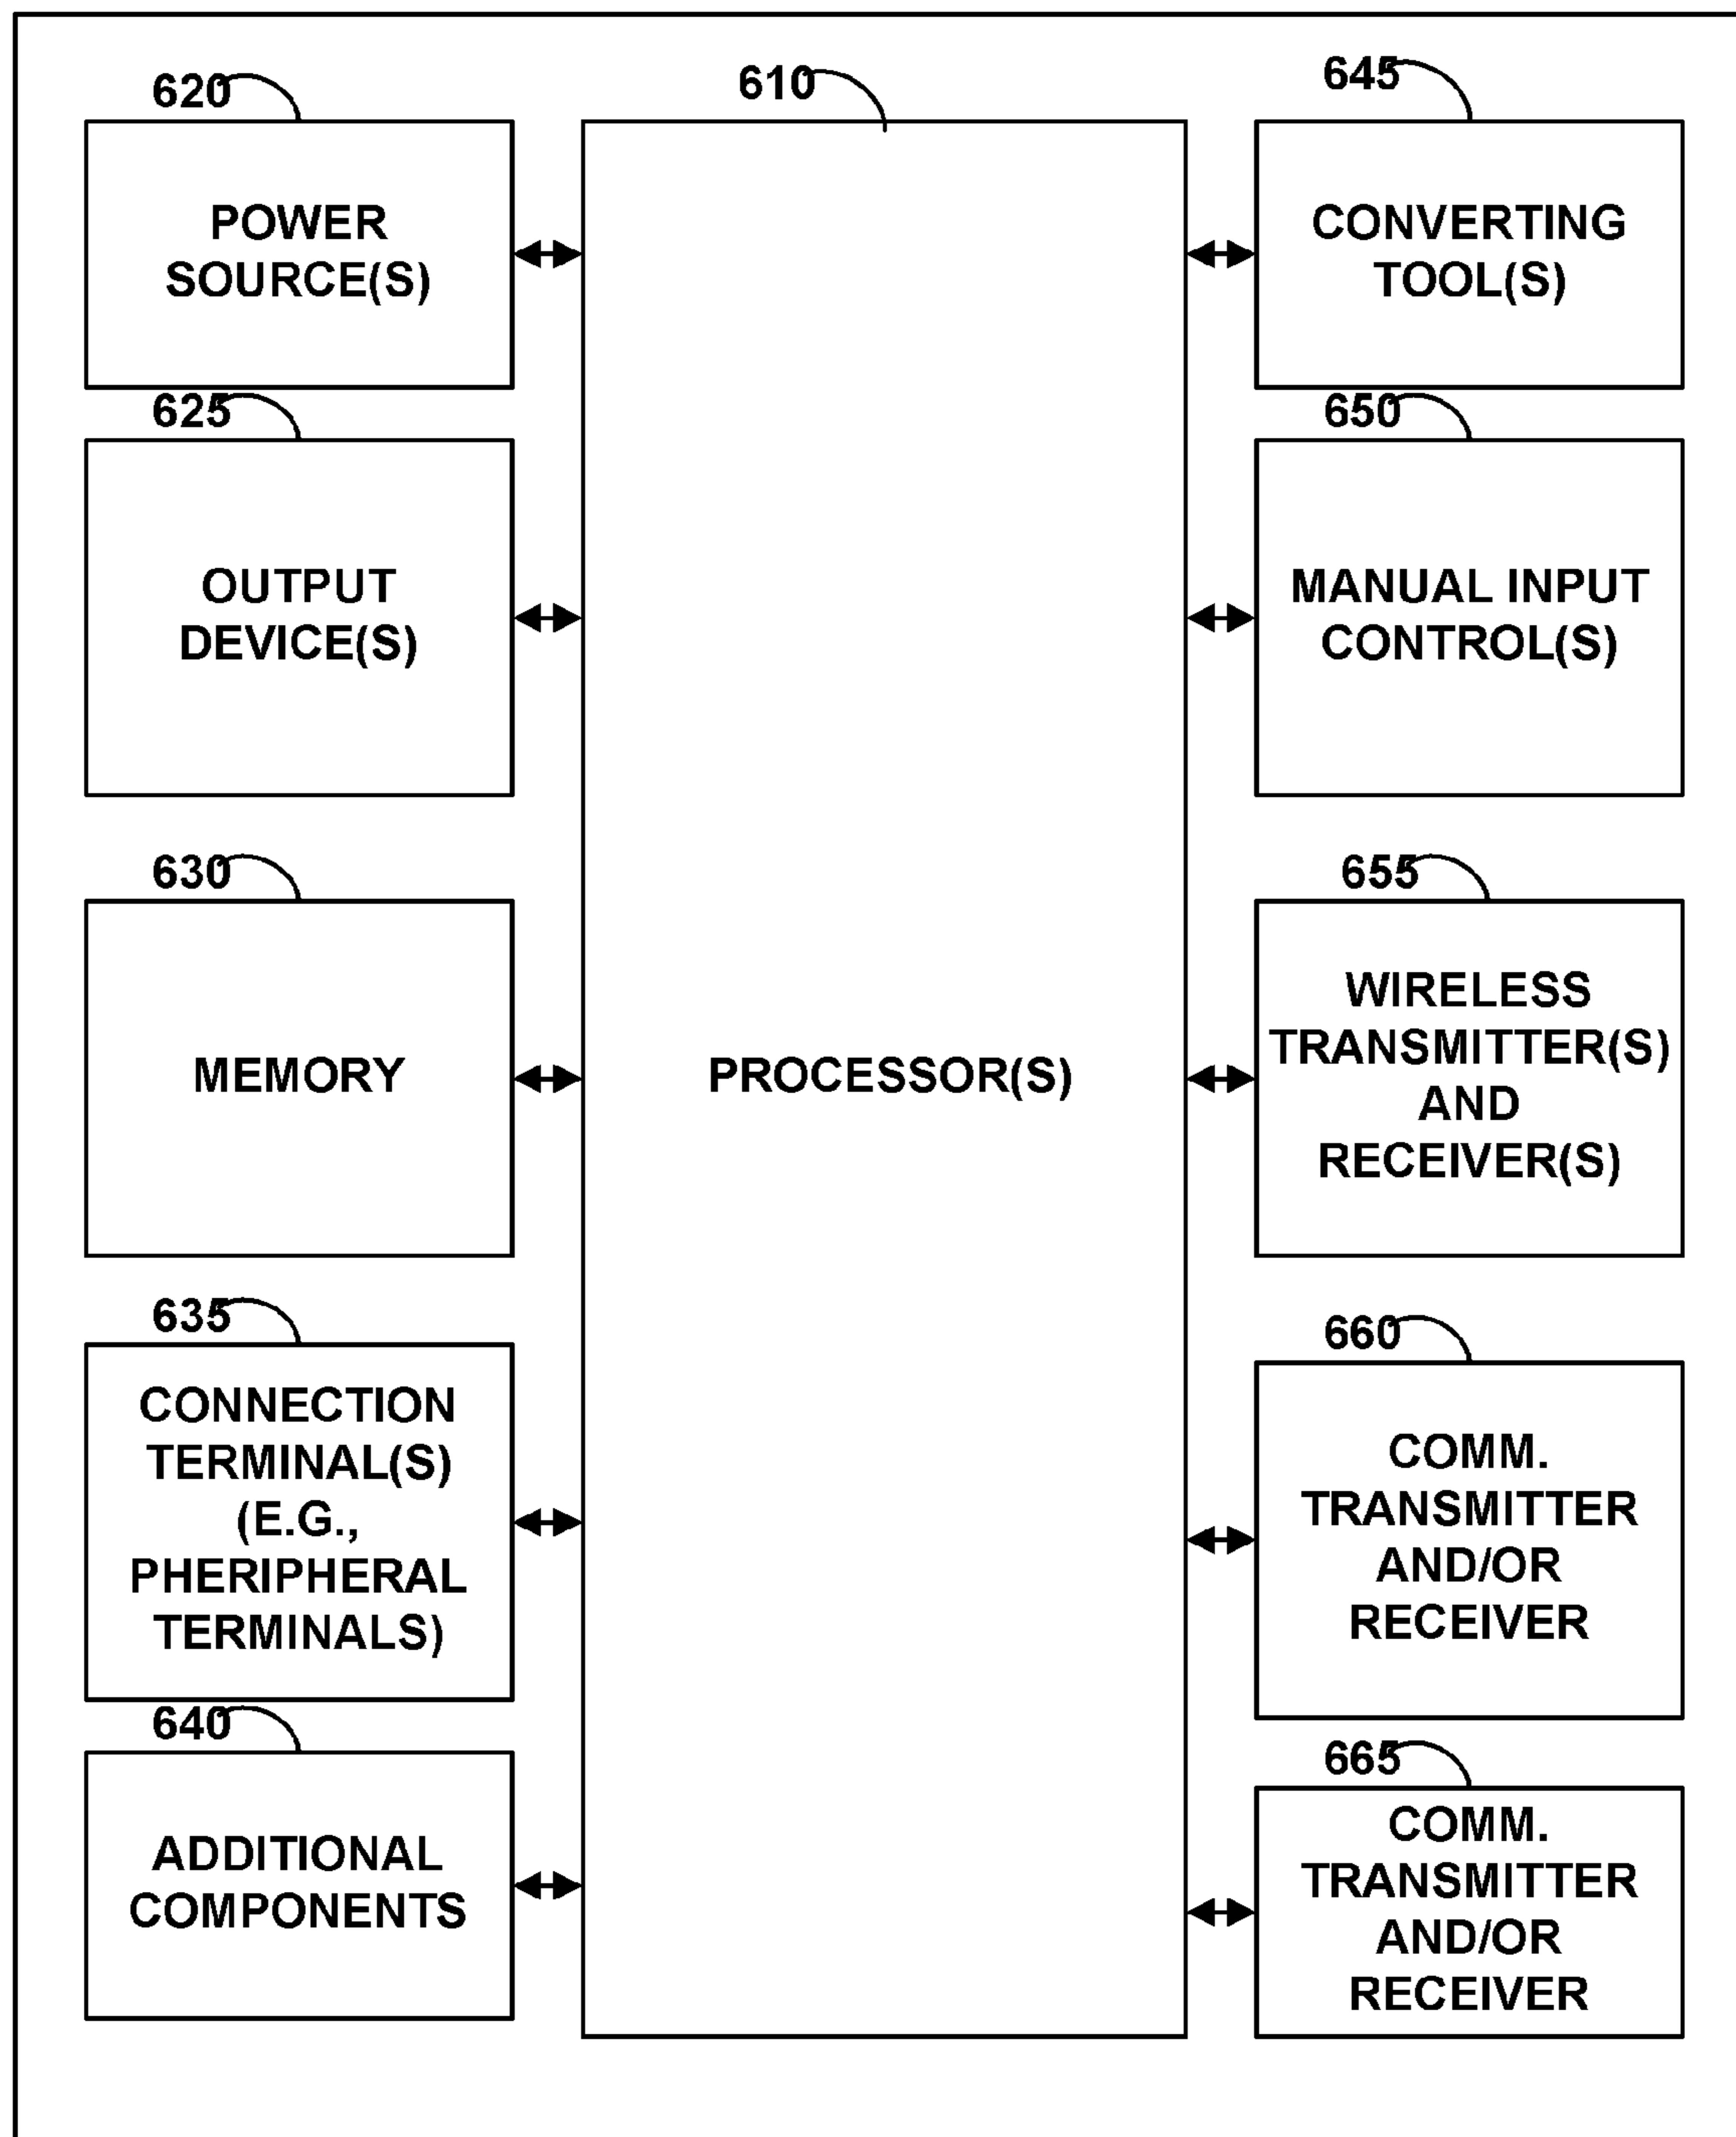 620
POWER
SOURCE(S)
625
OUTPUT
DEVICE(S)
630
MEMORY
635
CONNECTION
TERMINAL(S)
(E.G.,
PHERIPHERAL
TERMINALS)
640
ADDITIONAL
COMPONENTS
610
PROCESSOR(S)
645
CONVERTING
TOOL(S)
650
MANUAL INPUT
CONTROL(S)
655
WIRELESS
TRANSMITTER(S)
AND
RECEIVER(S)
660
COMM.
TRANSMITTER
AND/OR
RECEIVER
665
COMM.
TRANSMITTER
AND/OR
RECEIVER